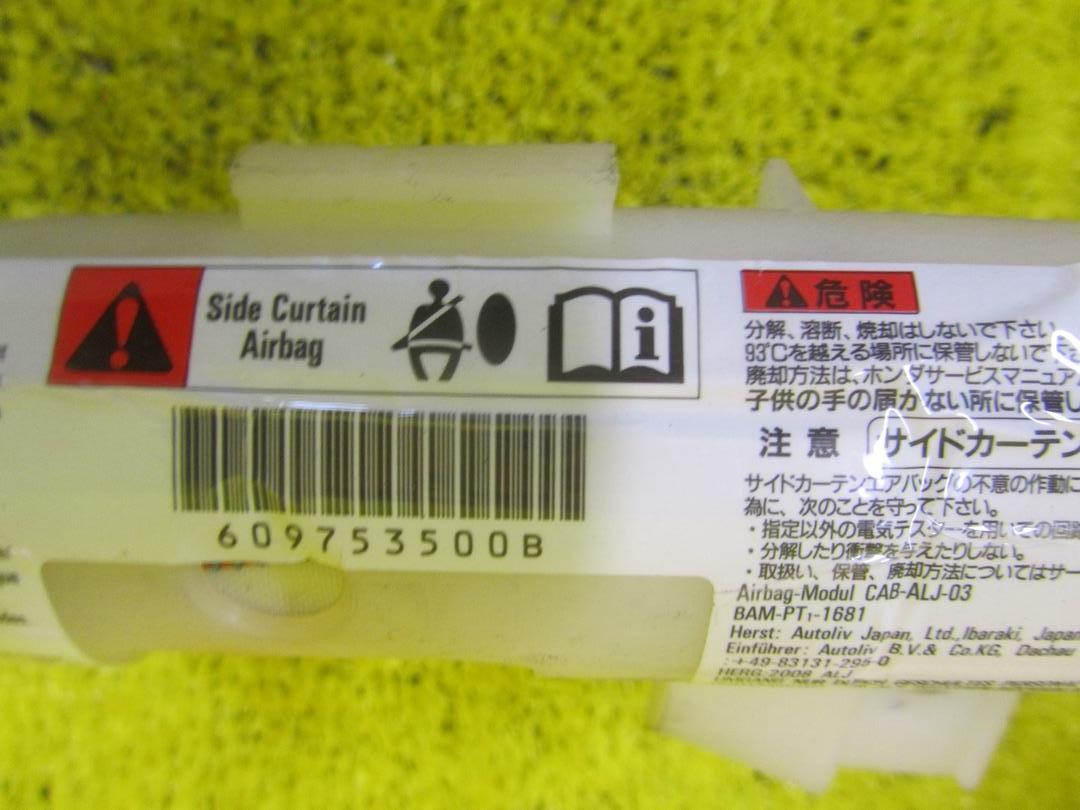 Side Curtain
Airbag
609753500B
危険
分解、溶断、焼却はしないで下さい
93℃を越える場所に保管しないで
廃却方法は、ホンダサービスマニュア
子供の手の届かない所に保管し
注意 サイドカーテン
サイドカーテンエアバッグの不意の作動に
為に、次のことを守って下さい。
・指定以外の電気テスターを用いての回路
・分解したり衝撃を与えたりしない。
・取扱い、保管、廃却方法についてはサー
Airbag-Modul CAB-ALJ-03
BAM-PT₁-1681
Herst: Autoliv Japan, Ltd.,Ibaraki, Japan
Einführer: Autoliv B.V.& Co.KG, Dachau
:+49-83131-295-0
HERG 2008 ALJ